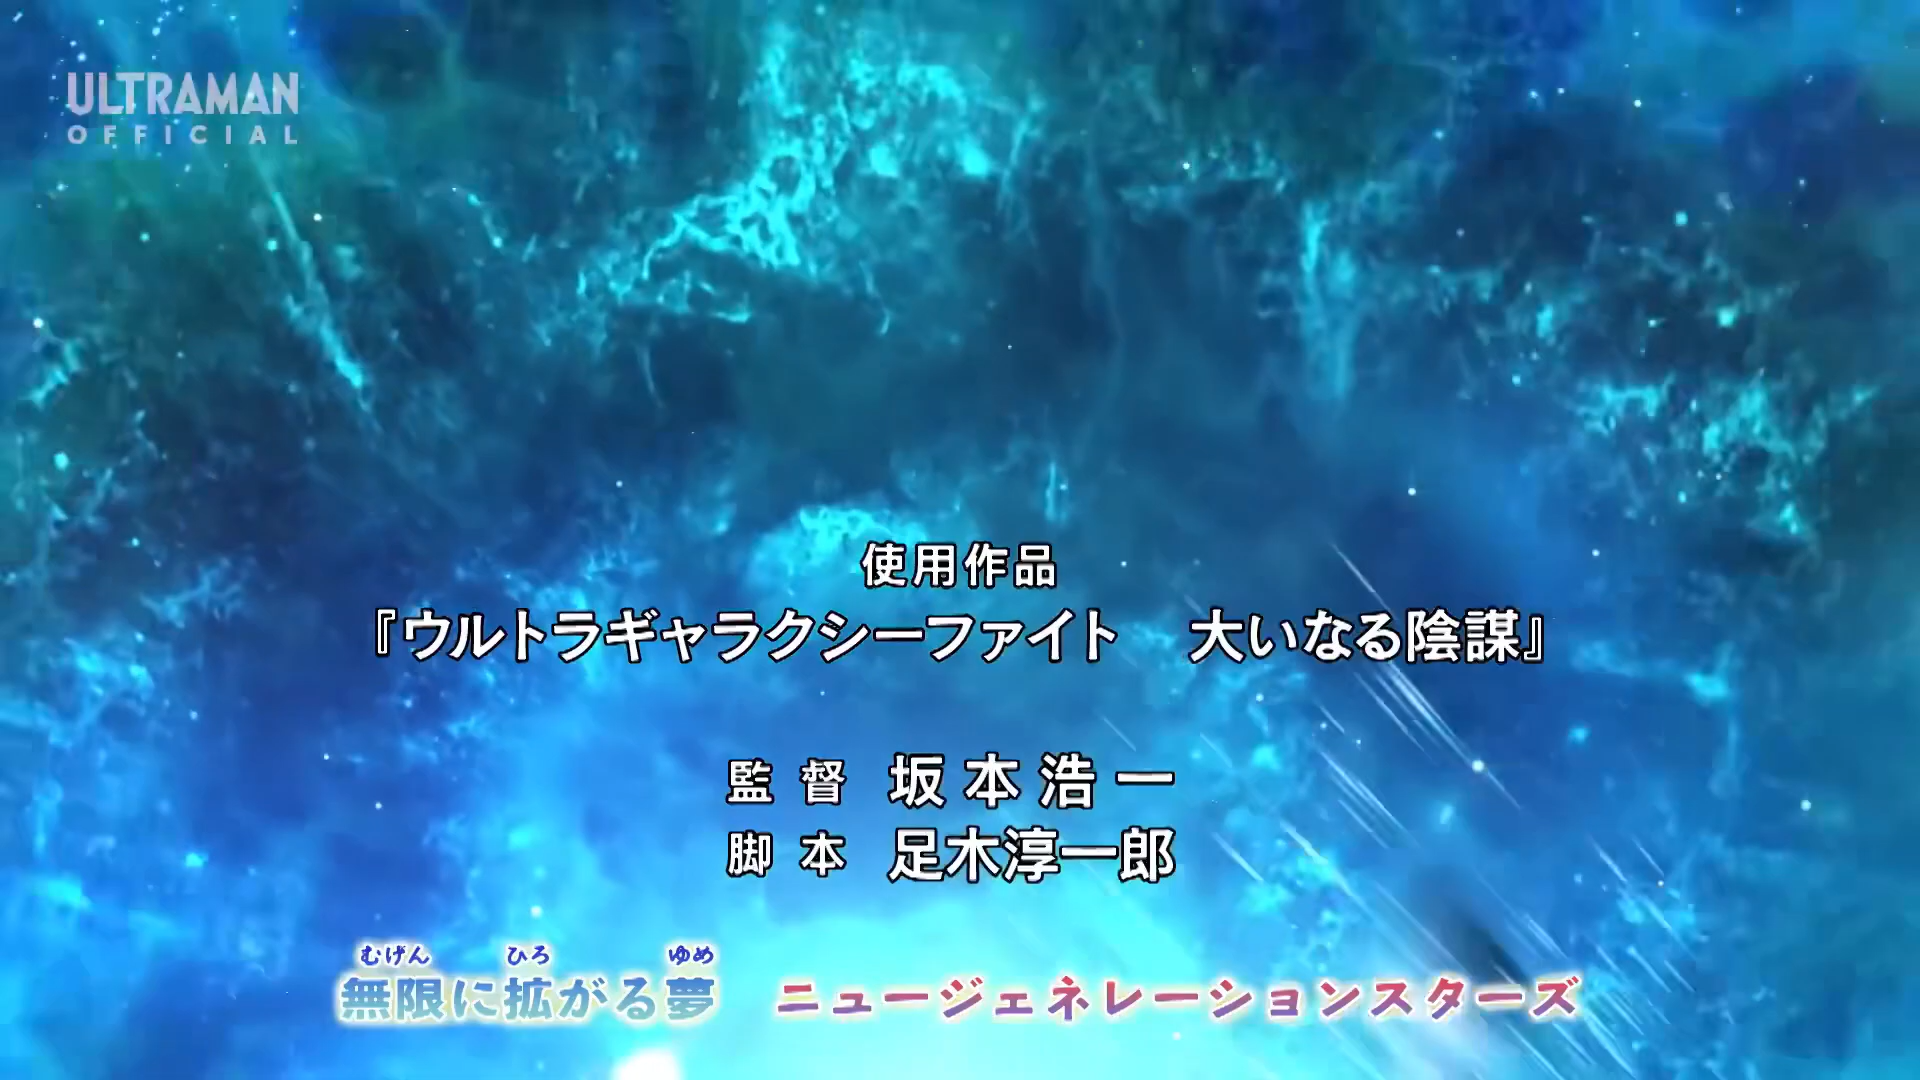 ULTRAMAN
OFFICIAL
使用作品
『ウルトラギャラクシーファイト　大いなる陰謀』
監督 坂本浩一
脚本 足木淳一郎
むげん ひろ ゆめ
無限に拡がる夢　ニュージェネレーションスターズ